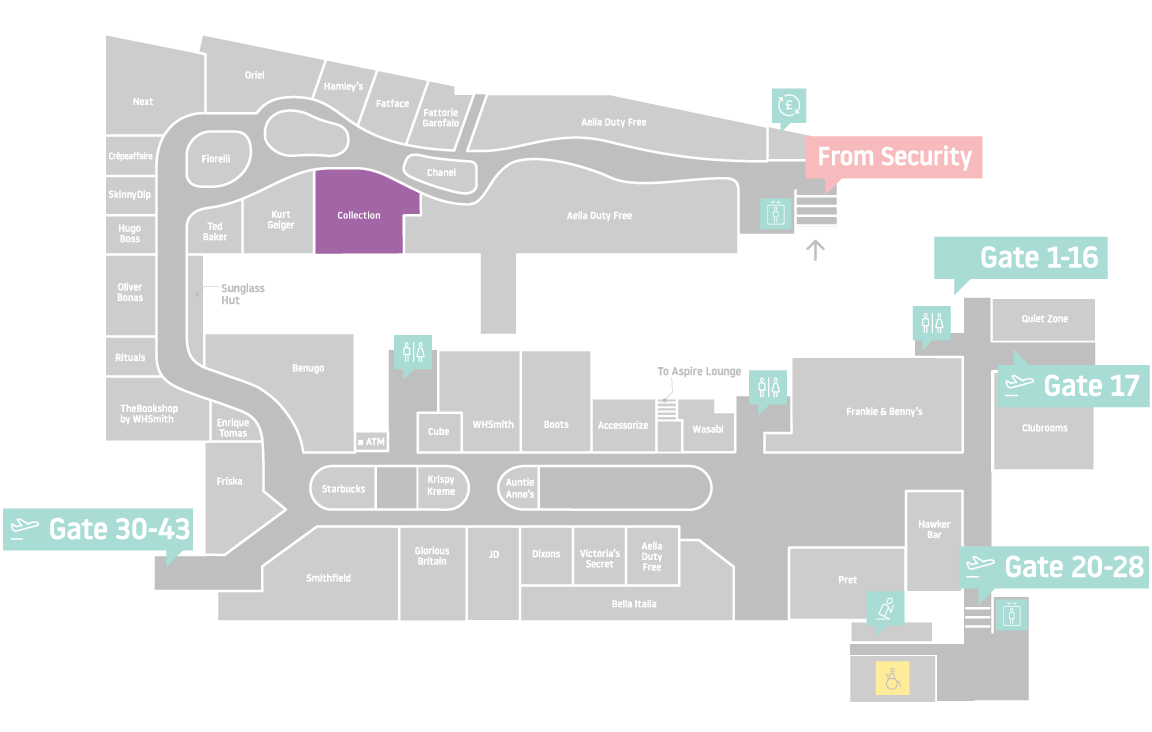 Oriel
Next
Hamley's
Fatface
Fattorie
Garofalo
Aelia Duty Free
£
From Security
Crêpeaffaire
Fiorelli
Chanel
SkinnyDip
Hugo
Boss
Ted
Baker
Kurt
Geiger
Collection
Aelia Duty Free
Gate 1-16
Oliver
Bonas
Sunglass
Hut
Quiet Zone
Rituals
Benugo
To Aspire Lounge
Gate 17
TheBookshop
by WHSmith
Enrique
Tomas
ATM
Cube
WHSmith
Boots
Accessorize
Wasabi
Frankie & Benny's
Clubrooms
Friska
Starbucks
Krispy
Kreme
Auntie
Anne's
Gate 30-43
Hawker
Bar
Glorious
Britain
JD
Dixons
Victoria's
Secret
Aelia
Duty
Free
Smithfield
Bella Italia
Pret
Gate 20-28